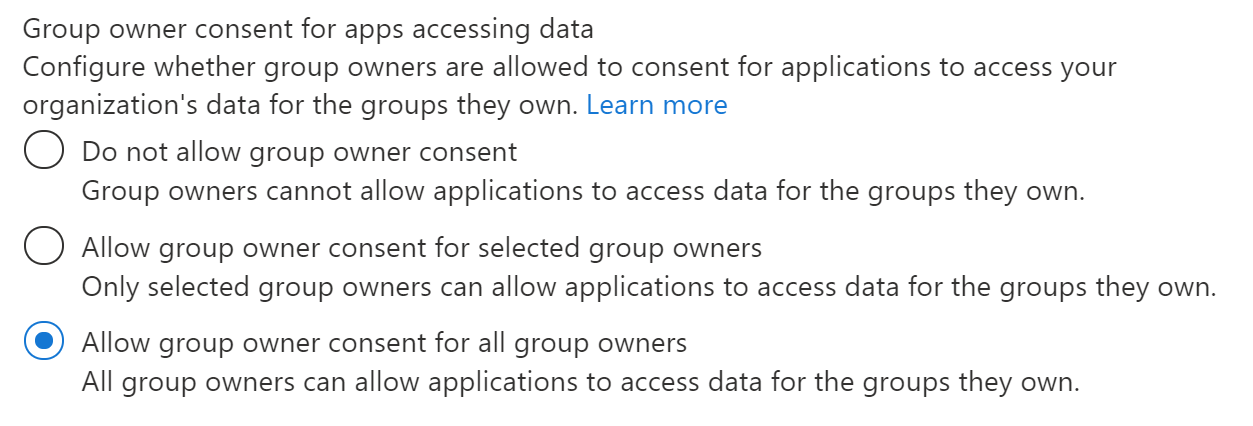 Group owner consent for apps accessing data
Configure whether group owners are allowed to consent for applications to access your
organization's data for the groups they own. Learn more
Do not allow group owner consent
Group owners cannot allow applications to access data for the groups they own.
Allow group owner consent for selected group owners
Only selected group owners can allow applications to access data for the groups they own.
Allow group owner consent for all group owners
All group owners can allow applications to access data for the groups they own.